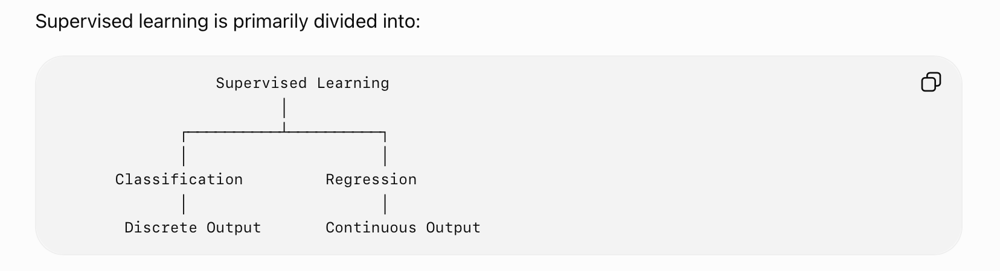 Supervised learning is primarily divided into:
Supervised Learning
Classification Regression
Discrete Output Continuous Output